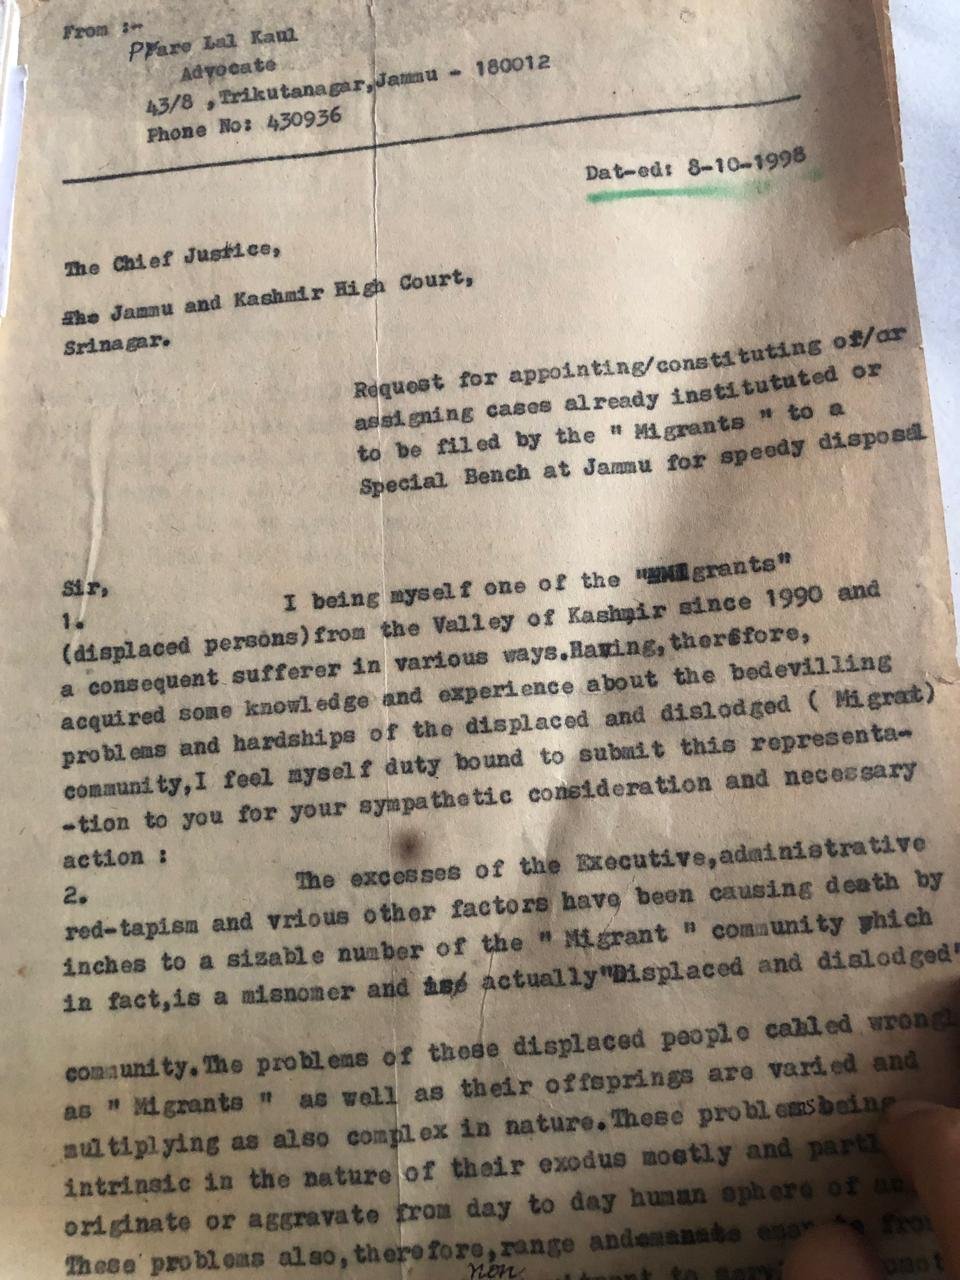 From :-
Pyare Lal Kaul
Advocate
43/8 ,Trikutanagar,Jammu - 180012
Phone No: 430936
Dat-ed: 8-10-1998
The Chief Justice,
The Jammu and Kashmir High Court,
Srinagar.
Request for appointing/constituting of/or
assigning cases already instututed or
to be filed by the " Migrants " to a
Special Bench at Jammu for speedy disposal
Sir,
1. I being myself one of the "Migrants"
(displaced persons)from the Valley of Kashmir since 1990 and
a consequent sufferer in various ways.Having,therefore,
acquired some knowledge and experience about the bedevilling
problems and hardships of the displaced and dislodged ( Migrat)
community,I feel myself duty bound to submit this representa-
-tion to you for your sympathetic consideration and necessary
action :
2. The excesses of the Executive,administrative
red-tapism and vrious other factors have been causing death by
inches to a sizable number of the " Migrant " community which
in fact,is a misnomer and is actually"Displaced and dislodged"
community.The problems of these displaced people called
as " Migrants " as well as their offsprings are varied and
multiplying as also complex in nature.These problems being
intrinsic in the nature of their exodus mostly and
originate or aggravate from day to day human sphere of
These problems also,therefore,range and
non